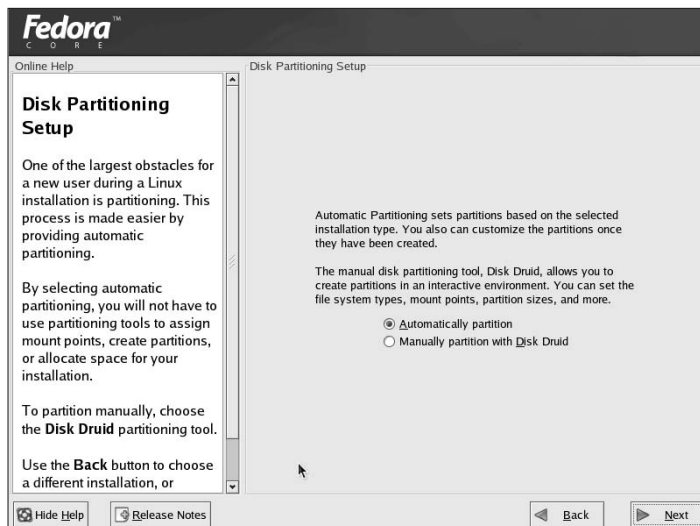 Fedora™
CORE
Online Help
Disk Partitioning
Setup
One of the largest obstacles for
a new user during a Linux
installation is partitioning. This
process is made easier by
providing automatic
partitioning.
By selecting automatic
partitioning, you will not have to
use partitioning tools to assign
mount points, create partitions,
or allocate space for your
installation.
To partition manually, choose
the Disk Druid partitioning tool.
Use the Back button to choose
a different installation, or
Disk Partitioning Setup
Automatic Partitioning sets partitions based on the selected
installation type. You also can customize the partitions once
they have been created.
The manual disk partitioning tool, Disk Druid, allows you to
create partitions in an interactive environment. You can set the
file system types, mount points, partition sizes, and more.
Automatically partition
Manually partition with Disk Druid
Hide Help
Release Notes
Back
Next